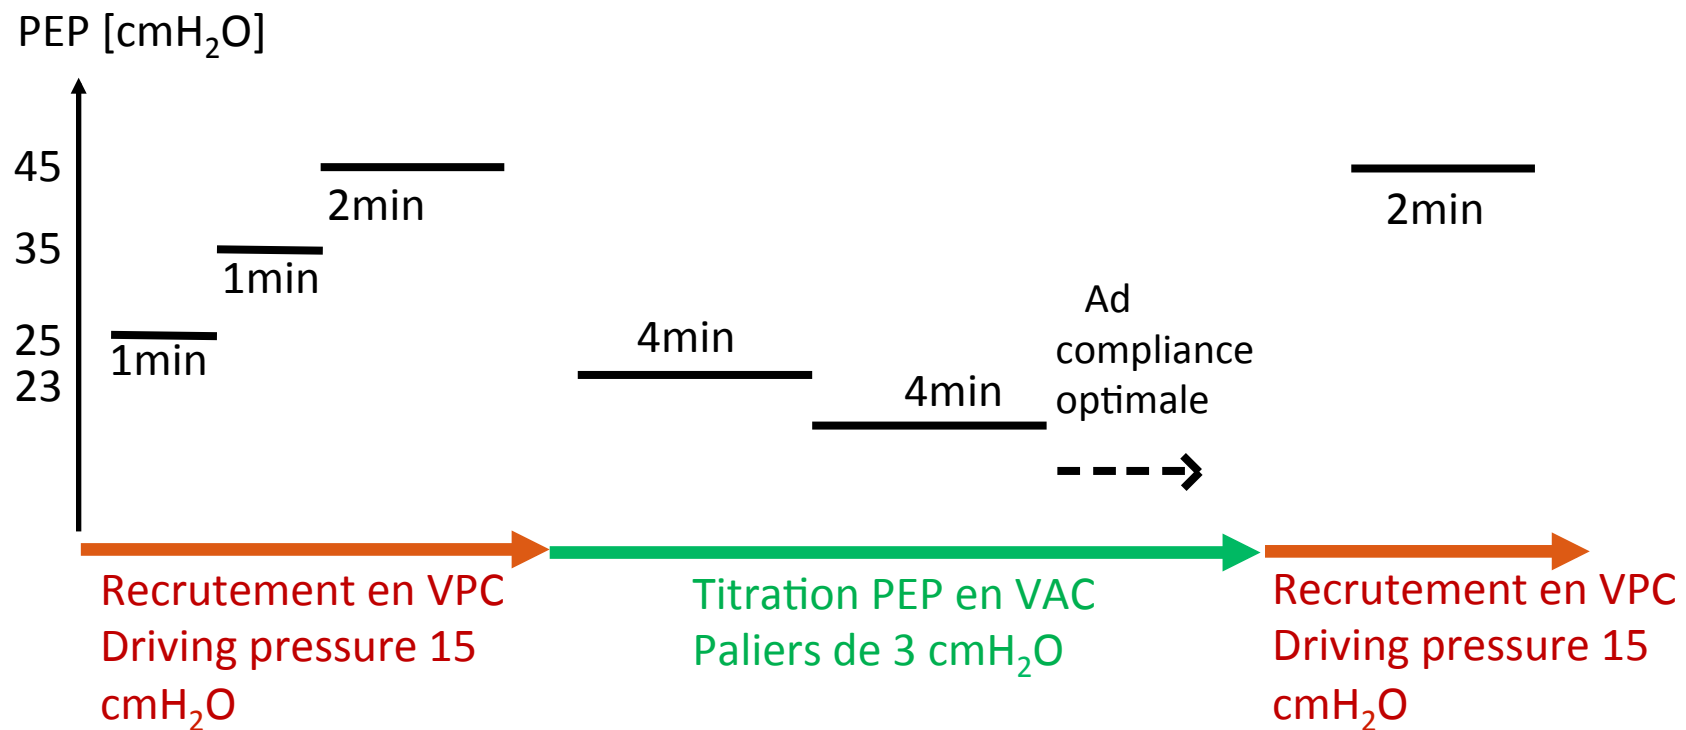 PEP [cmH₂O]
45
35
25
23
1min
1min
2min
4min
4min
Ad
compliance
optimale
2min
Recrutement en VPC
Driving pressure 15
cmH₂O
Titration PEP en VAC
Paliers de 3 cmH₂O
Recrutement en VPC
Driving pressure 15
cmH₂O